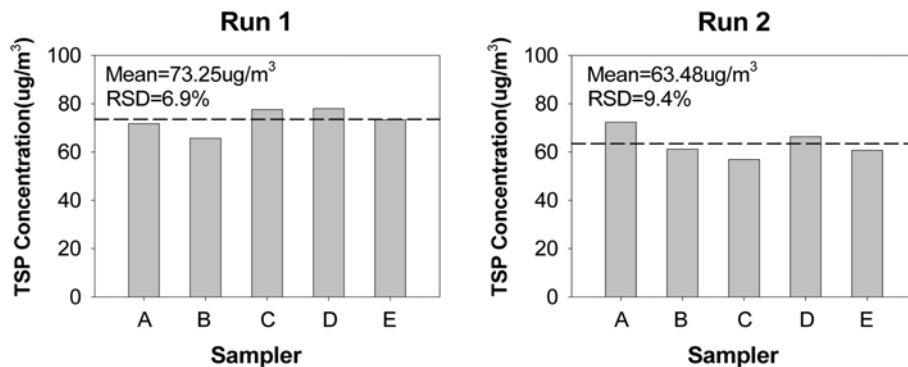 Run 1
TSP Concentration(ug/m³)
100
80
60
40
20
0
Mean=73.25ug/m³
RSD=6.9%
A B C D E
Sampler
Run 2
TSP Concentration(ug/m³)
100
80
60
40
20
0
Mean=63.48ug/m³
RSD=9.4%
A B C D E
Sampler